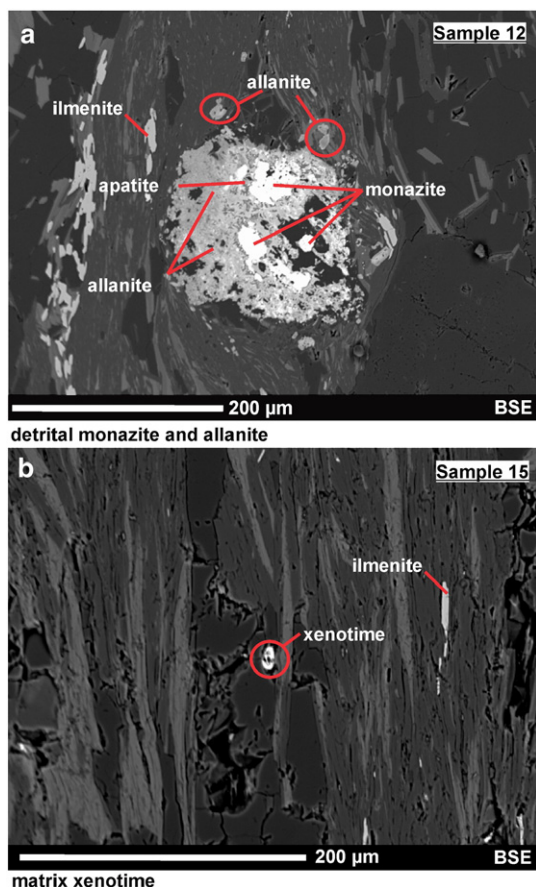 a
Sample 12
allanite
ilmenite
apatite
monazite
allanite
200 µm
BSE
detrital monazite and allanite
b
Sample 15
ilmenite
xenotime
200 µm
BSE
matrix xenotime